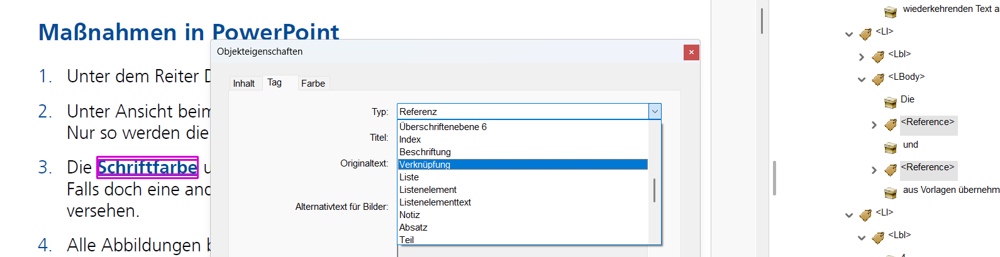 Maßnahmen in PowerPoint
1. Unter dem Reiter D
2. Unter Ansicht beim
Nur so werden die
3. Die Schriftfarbe u
Falls doch eine and
versehen.
4. Alle Abbildungen b
Objekteigenschaften
Inhalt Tag Farbe
Typ: Referenz
Titel:
Originaltext:
Alternativtext für Bilder:
Überschriftenebene 6
Index
Beschriftung
Verknüpfung
Liste
Listenelement
Listenelementtext
Notiz
Absatz
Teil
wiederkehrenden Text a
<LI>
<Lbl>
<LBody>
Die
<Reference>
und
<Reference>
aus Vorlagen übernehm
<LI>
<Lbl>